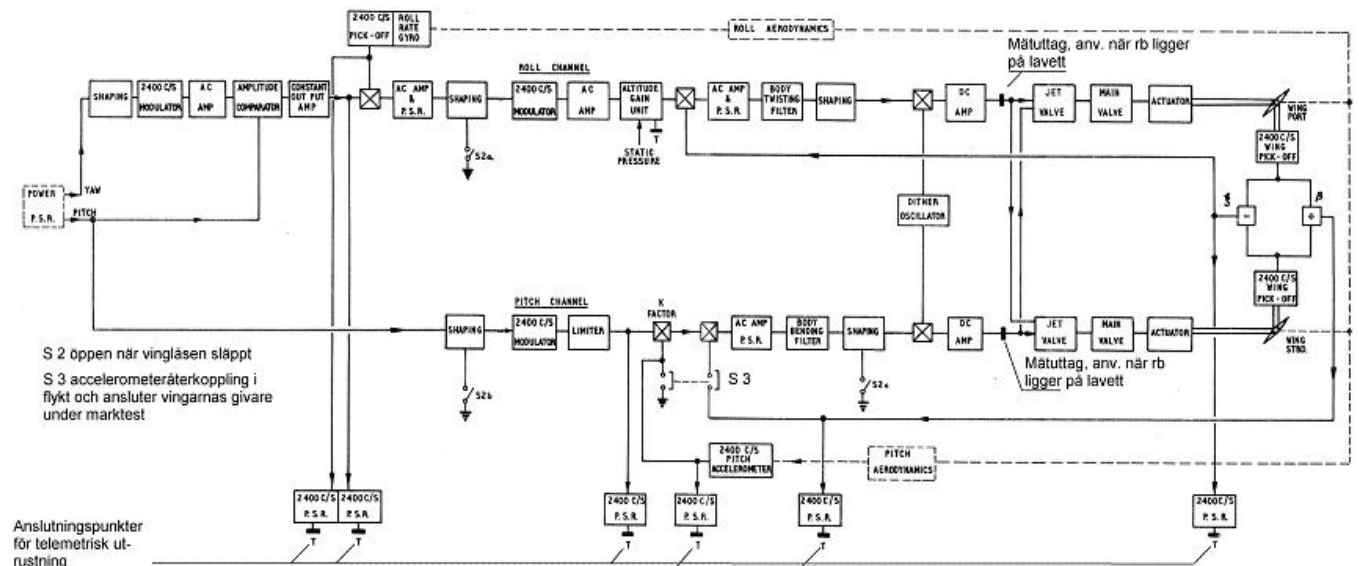 2400 C/S
PICK-OFF
ROLL
RATE
GYRO
ROLL AERODYNAMICS
Mätuttag, anv. när rb ligger
på lavett
ROLL CHANNEL
SHAPING
2400 C/S
MODULATOR
AC
AMP
AMPLITUDE
COMPARATOR
CONSTANT
OUT PUT
AMP
AC AMP
&
P.S.R.
SHAPING
2400 C/S
MODULATOR
AC
AMP
ALTITUDE
GAIN
UNIT
T
STATIC
PRESSURE
AC AMP
&
P.S.R.
BODY
TWISTING
FILTER
SHAPING
DC
AMP
JET
VALVE
MAIN
VALVE
ACTUATOR
WING
PORT
2400 C/S
WING
PICK-OFF
S2a
POWER
P.S.R.
YAW
PITCH
DITHER
OSCILLATOR
-
β
+
2400 C/S
WING
PICK-OFF
PITCH CHANNEL
K
FACTOR
SHAPING
2400 C/S
MODULATOR
LIMITER
AC AMP
P.S.R.
BODY
BENDING
FILTER
SHAPING
DC
AMP
JET
VALVE
MAIN
VALVE
ACTUATOR
WING
STBD.
S 2 öppen när vinglåsen släppt
S 3 accelerometeråterkoppling i
flykt och ansluter vingarnas givare
under marktest
S2b
S 3
Mätuttag, anv. när rb
ligger på lavett
2400 C/S
PITCH
ACCELEROMETER
PITCH
AERODYNAMICS
2400 C/S
P.S.R.
T
2400 C/S
P.S.R.
T
2400 C/S
P.S.R.
T
2400 C/S
P.S.R.
T
2400 C/S
P.S.R.
T
2400 C/S
P.S.R.
T
Anslutningspunkter
för telemetrisk ut-
rustning